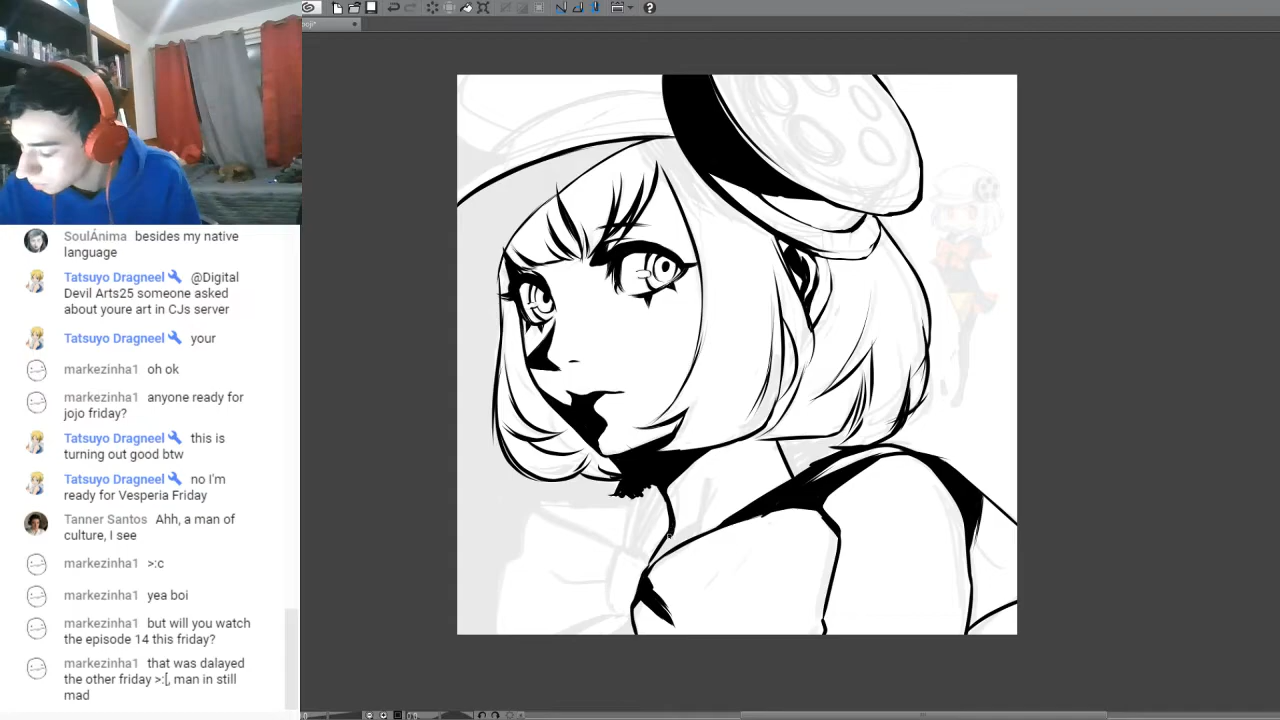 SoulÁnima besides my native
language
Tatsuyo Dragneel @Digital
Devil Arts25 someone asked
about youre art in CJs server
Tatsuyo Dragneel your
markezinha1 oh ok
markezinha1 anyone ready for
jojo friday?
Tatsuyo Dragneel this is
turning out good btw
Tatsuyo Dragneel no I'm
ready for Vesperia Friday
Tanner Santos Ahh, a man of
culture, I see
markezinha1 >:c
markezinha1 yea boi
markezinha1 but will you watch
the episode 14 this friday?
markezinha1 that was dalayed
the other friday >:[, man in still
mad